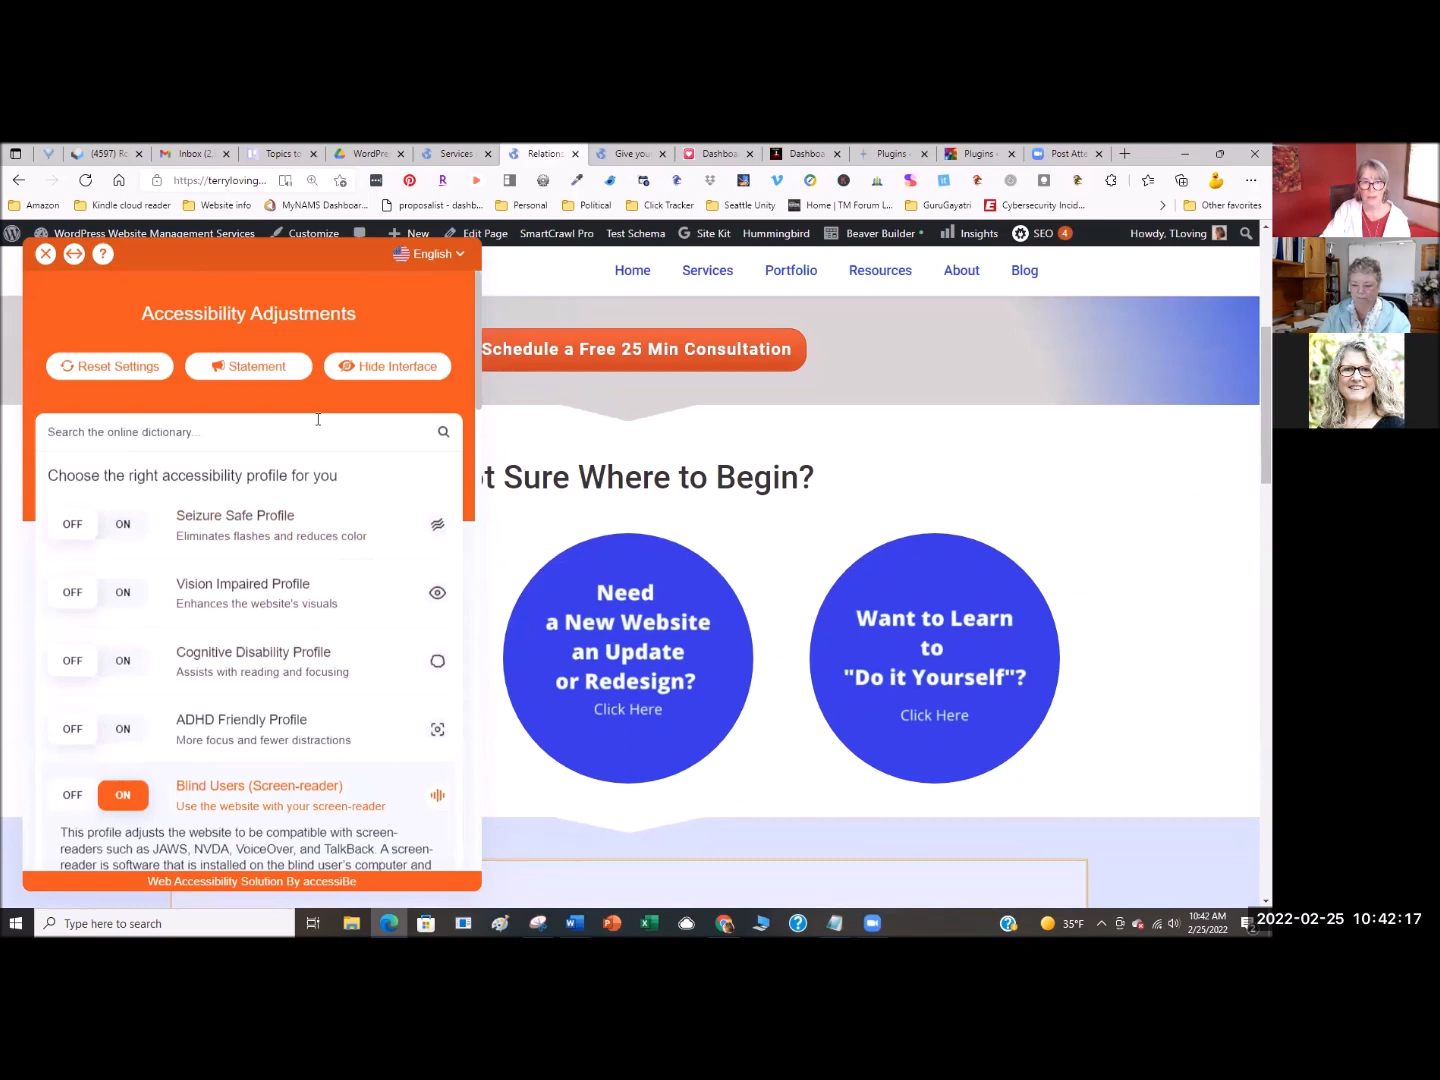 (4597) Ro
Inbox (2
Topics to
WordPre
Services
Relations
Give you
Dashboa
Dashboa
Plugins
Plugins
Post Atte
https://terryloving...
Amazon
Kindle cloud reader
Website info
MyNAMS Dashboar...
proposalist - dashb...
Personal
Political
Click Tracker
Seattle Unity
Home | TM Forum L...
GuruGayatri
Cybersecurity Incid...
Other favorites
WordPress Website Management Services
Customize
New
Edit Page
SmartCrawl Pro
Test Schema
Site Kit
Hummingbird
Beaver Builder
Insights
SEO 4
Howdy, TLoving
English
Home
Services
Portfolio
Resources
About
Blog
Accessibility Adjustments
Reset Settings
Statement
Hide Interface
Schedule a Free 25 Min Consultation
Search the online dictionary...
Choose the right accessibility profile for you
t Sure Where to Begin?
OFF ON
Seizure Safe Profile
Eliminates flashes and reduces color
OFF ON
Vision Impaired Profile
Enhances the website's visuals
OFF ON
Cognitive Disability Profile
Assists with reading and focusing
OFF ON
ADHD Friendly Profile
More focus and fewer distractions
OFF ON
Blind Users (Screen-reader)
Use the website with your screen-reader
This profile adjusts the website to be compatible with screen-
readers such as JAWS, NVDA, VoiceOver, and TalkBack. A screen-
reader is software that is installed on the blind user's computer and
Web Accessibility Solution By accessiBe
Need
a New Website
an Update
or Redesign?
Click Here
Want to Learn
to
"Do it Yourself"?
Click Here
Type here to search
35°F
10:42 AM
2/25/2022
2
2022-02-25 10:42:17